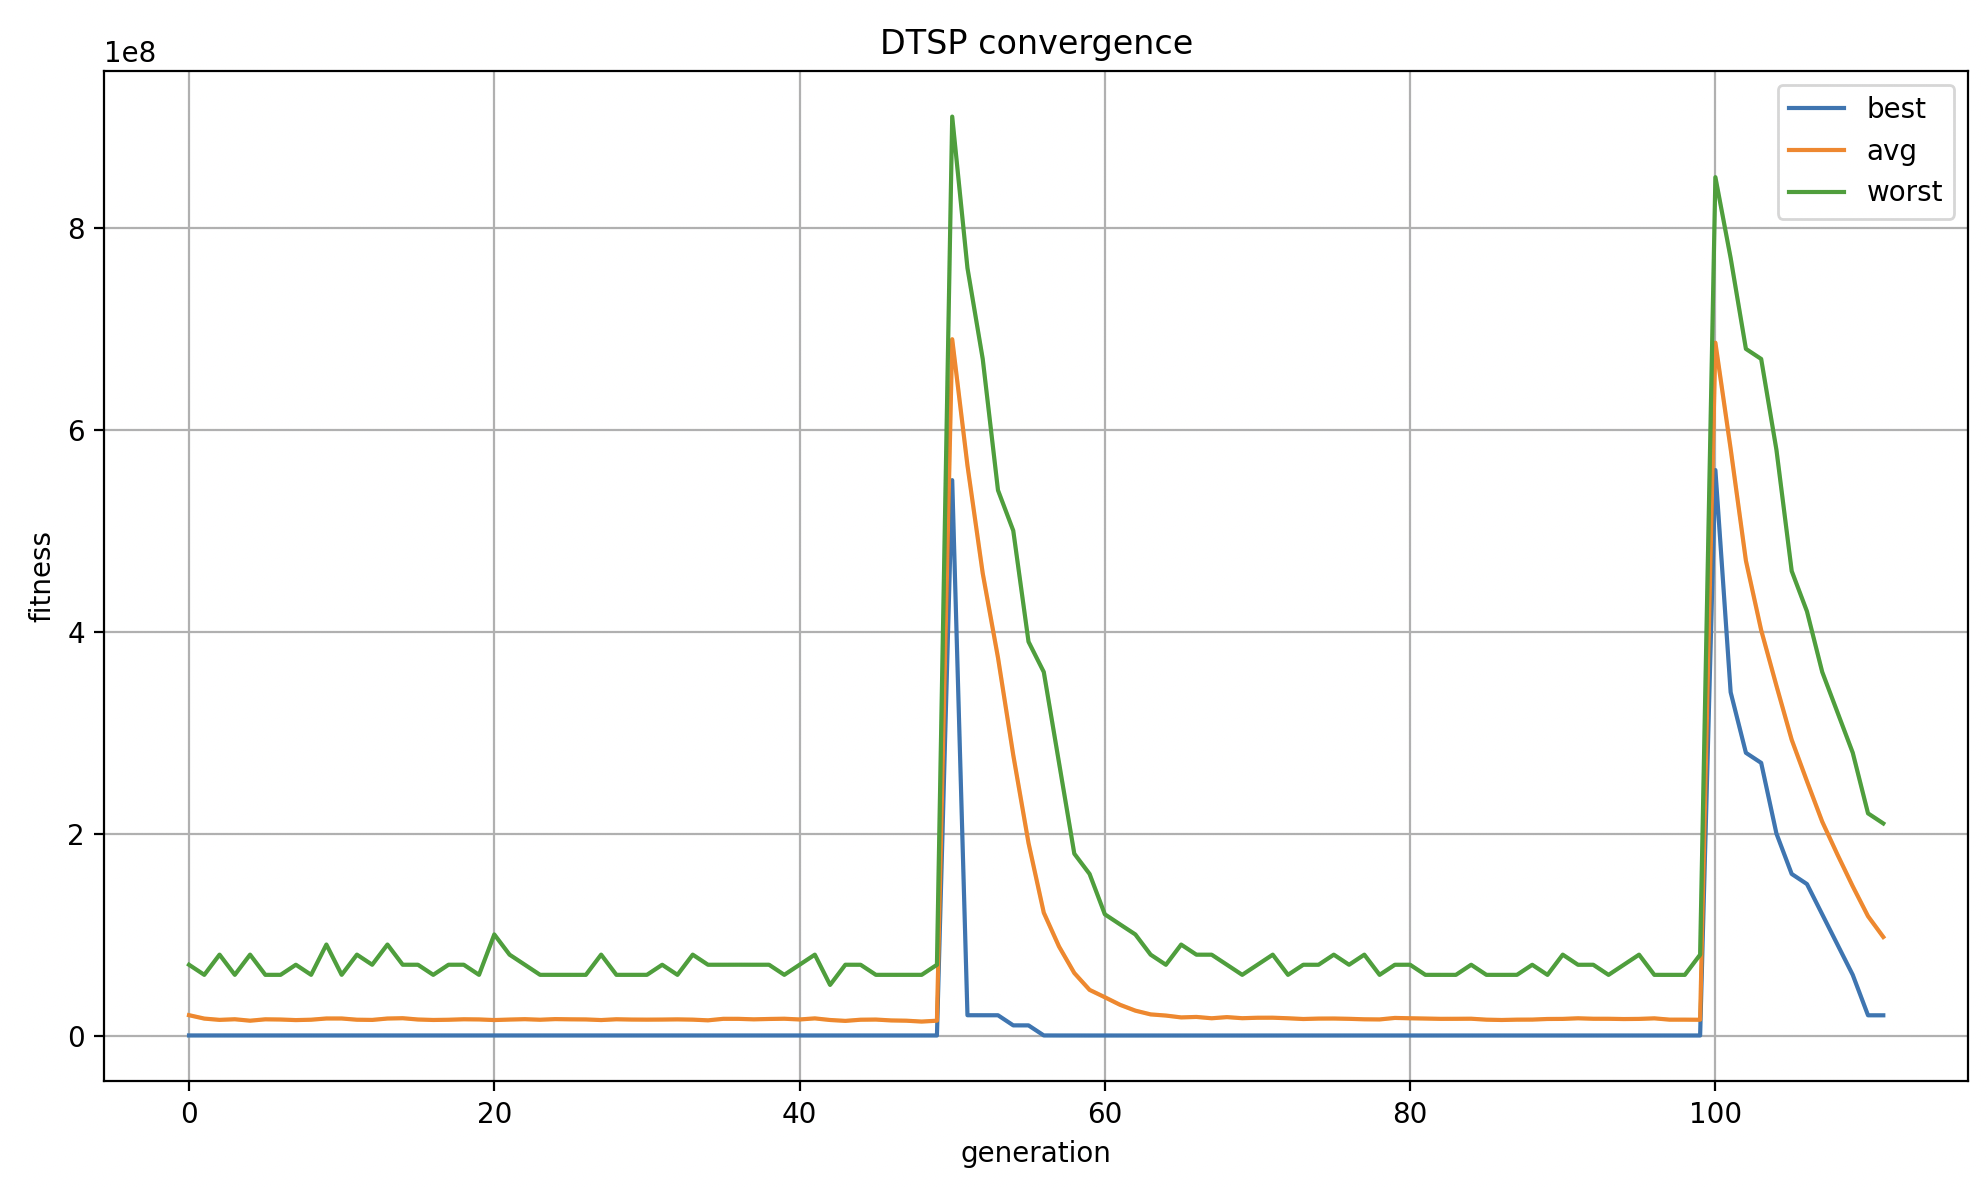 DTSP convergence
1e8
best
avg
worst
8
6
4
2
0
fitness
0 20 40 60 80 100
generation